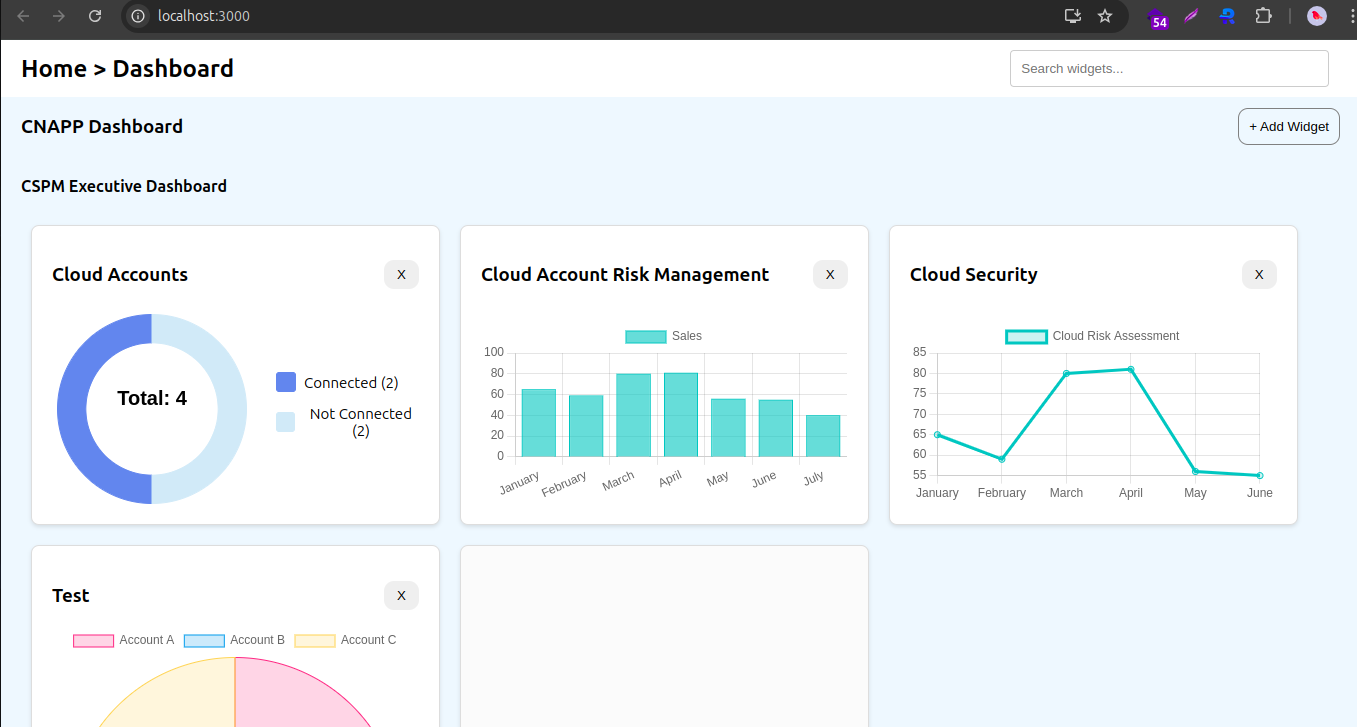 localhost:3000
54
Home > Dashboard
Search widgets...
CNAPP Dashboard
+ Add Widget
CSPM Executive Dashboard
Cloud Accounts
X
Total: 4
Connected (2)
Not Connected
(2)
Cloud Account Risk Management
X
Sales
100
80
60
40
20
0
January
February
March
April
May
June
July
Cloud Security
X
Cloud Risk Assessment
85
80
75
70
65
60
55
January
February
March
April
May
June
Test
X
Account A
Account B
Account C